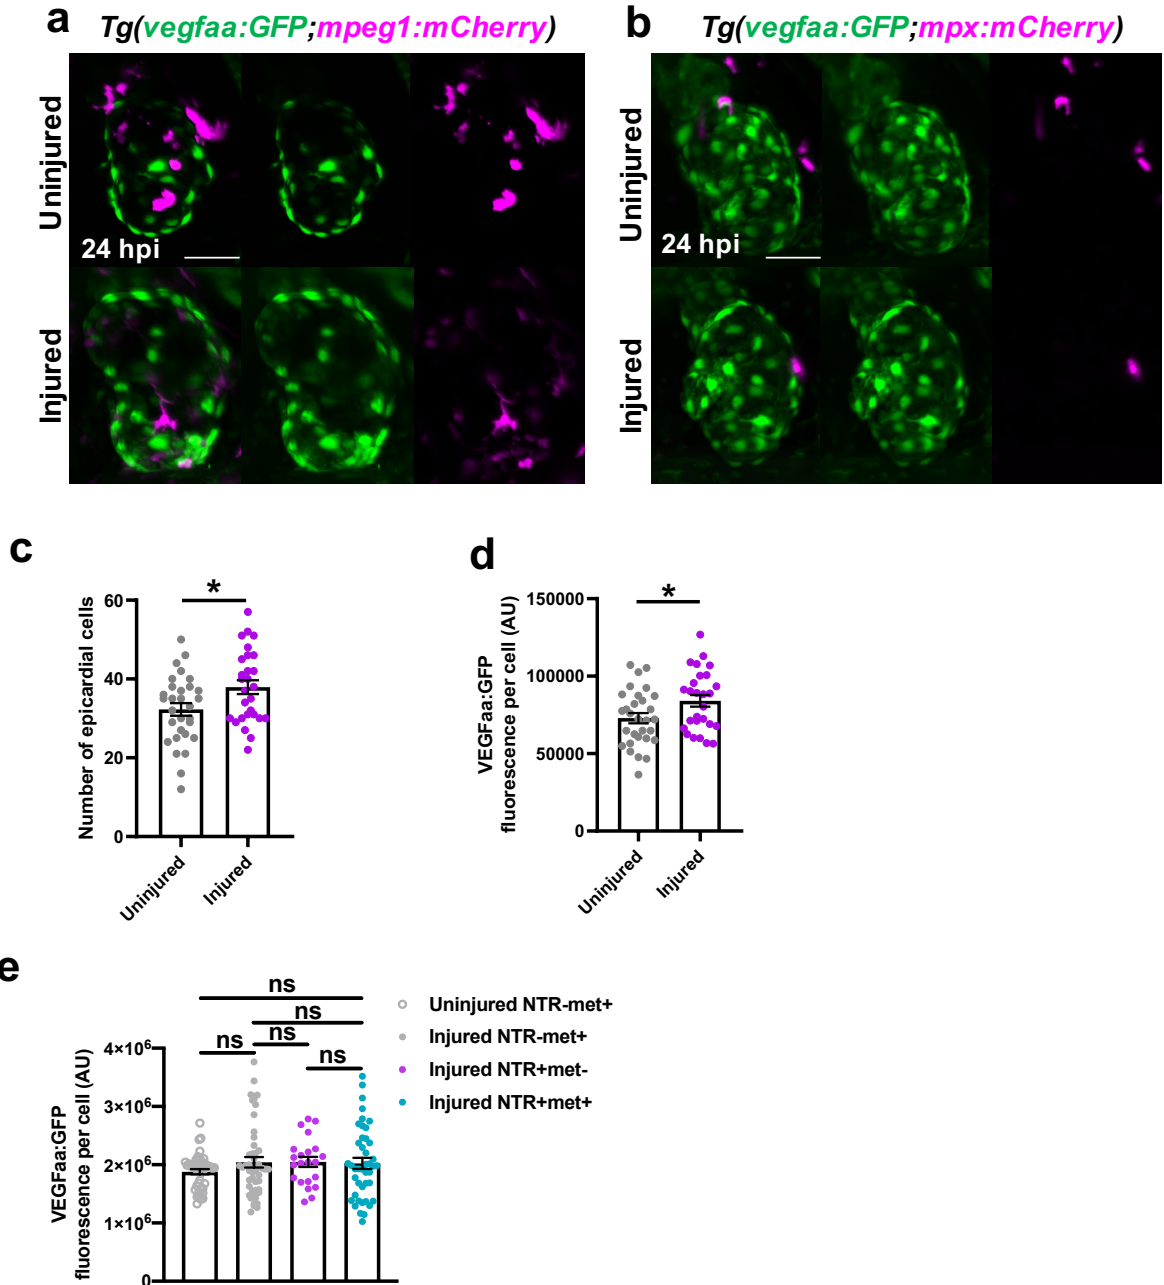 a
Tg(vegfaa:GFP;mpeg1:mCherry)
Uninjured
24 hpi
Injured
b
Tg(vegfaa:GFP;mpx:mCherry)
Uninjured
24 hpi
Injured
c
Number of epicardial cells
60
40
20
0
*
Uninjured
Injured
d
VEGFaa:GFP
fluorescence per cell (AU)
150000
100000
50000
0
*
Uninjured
Injured
e
VEGFaa:GFP
fluorescence per cell (AU)
4×10⁶
3×10⁶
2×10⁶
1×10⁶
0
ns
ns
ns
ns
ns
Uninjured NTR-met+
Injured NTR-met+
Injured NTR+met-
Injured NTR+met+